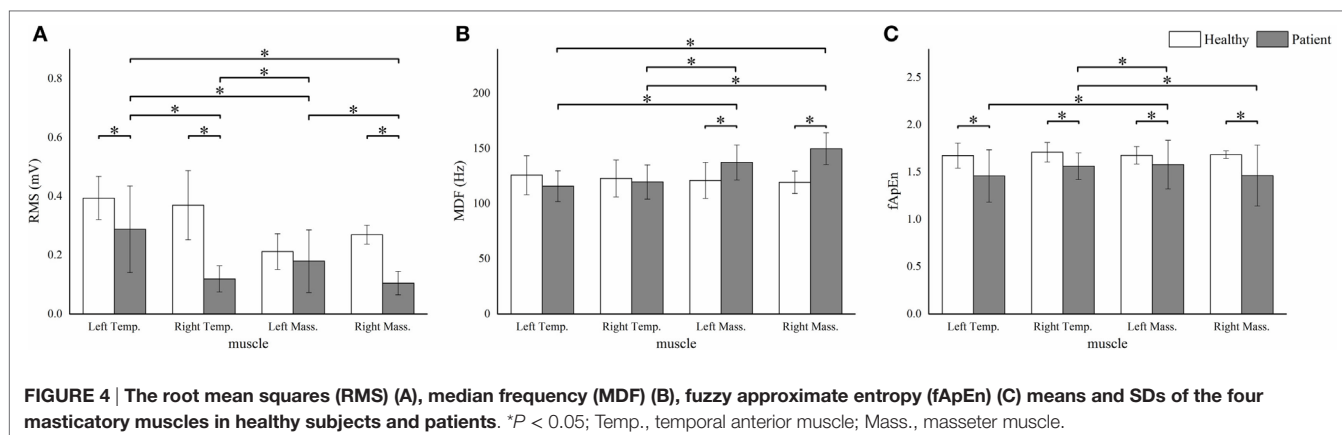 A
*
*
*
*
*
*
*
*
0.8
0.6
0.4
0.2
0.0
RMS (mV)
Left Temp.
Right Temp.
Left Mass.
Right Mass.
muscle
B
*
*
*
*
*
*
200
150
100
50
0
MDF (Hz)
Left Temp.
Right Temp.
Left Mass.
Right Mass.
muscle
C
Healthy
Patient
*
*
*
*
*
*
*
2.5
2.0
1.5
1.0
0.5
0.0
fApEn
Left Temp.
Right Temp.
Left Mass.
Right Mass.
muscle
FIGURE 4 | The root mean squares (RMS) (A), median frequency (MDF) (B), fuzzy approximate entropy (fApEn) (C) means and SDs of the four
masticatory muscles in healthy subjects and patients. *P < 0.05; Temp., temporal anterior muscle; Mass., masseter muscle.